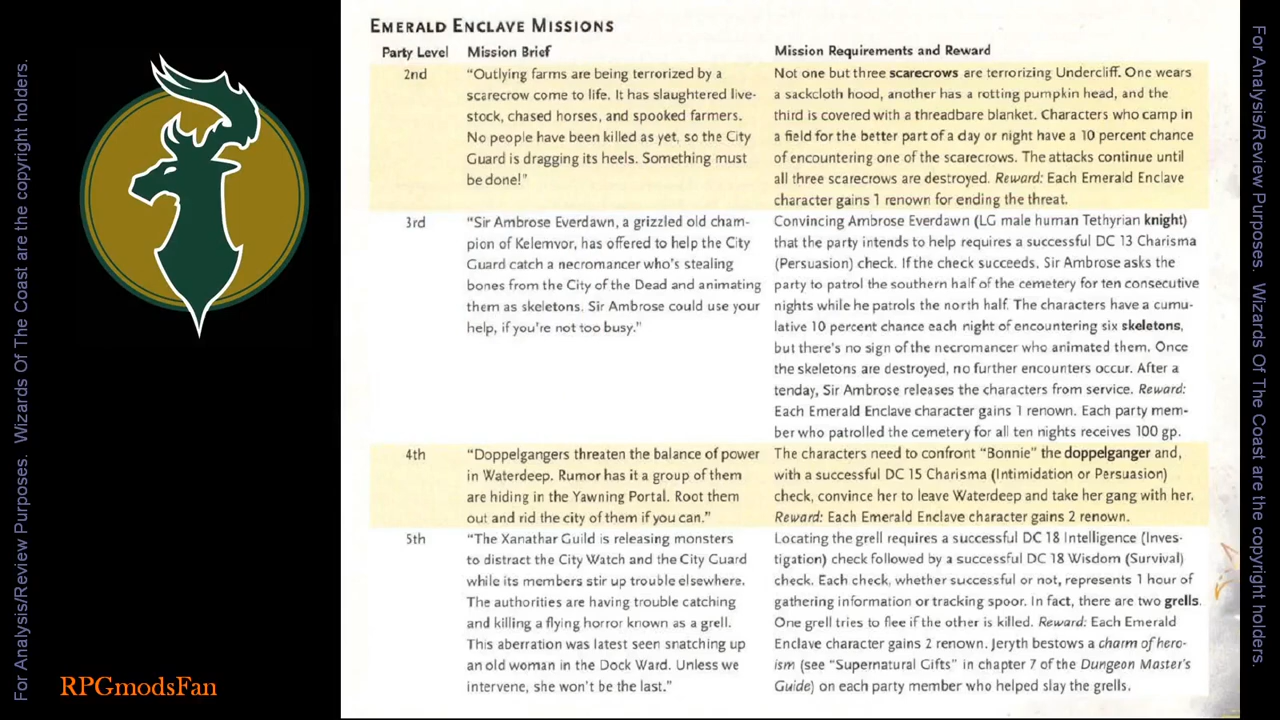 EMERALD ENCLAVE MISSIONS
Party Level Mission Brief Mission Requirements and Reward
2nd
“Outlying farms are being terrorized by a
scarecrow come to life. It has slaughtered live-
stock, chased horses, and spooked farmers.
No people have been killed as yet, so the City
Guard is dragging its heels. Something must
be done!”
Not one but three scarecrows are terrorizing Undercliff. One wears
a sackcloth hood, another has a rotting pumpkin head, and the
third is covered with a threadbare blanket. Characters who camp in
a field for the better part of a day or night have a 10 percent chance
of encountering one of the scarecrows. The attacks continue until
all three scarecrows are destroyed. Reward: Each Emerald Enclave
character gains 1 renown for ending the threat.
3rd
“Sir Ambrose Everdawn, a grizzled old cham-
pion of Kelemvor, has offered to help the City
Guard catch a necromancer who’s stealing
bones from the City of the Dead and animating
them as skeletons. Sir Ambrose could use your
help, if you’re not too busy.”
Convincing Ambrose Everdawn (LG male human Tethyrian knight)
that the party intends to help requires a successful DC 13 Charisma
(Persuasion) check. If the check succeeds, Sir Ambrose asks the
party to patrol the southern half of the cemetery for ten consecutive
nights while he patrols the north half. The characters have a cumu-
lative 10 percent chance each night of encountering six skeletons,
but there’s no sign of the necromancer who animated them. Once
the skeletons are destroyed, no further encounters occur. After a
tenday, Sir Ambrose releases the characters from service. Reward:
Each Emerald Enclave character gains 1 renown. Each party mem-
ber who patrolled the cemetery for all ten nights receives 100 gp.
4th
“Doppelgangers threaten the balance of power
in Waterdeep. Rumor has it a group of them
are hiding in the Yawning Portal. Root them
out and rid the city of them if you can.”
The characters need to confront “Bonnie” the doppelganger and,
with a successful DC 15 Charisma (Intimidation or Persuasion)
check, convince her to leave Waterdeep and take her gang with her.
Reward: Each Emerald Enclave character gains 2 renown.
5th
“The Xanathar Guild is releasing monsters
to distract the City Watch and the City Guard
while its members stir up trouble elsewhere.
The authorities are having trouble catching
and killing a flying horror known as a grell.
This aberration was latest seen snatching up
an old woman in the Dock Ward. Unless we
intervene, she won’t be the last.”
Locating the grell requires a successful DC 18 Intelligence (Inves-
tigation) check followed by a successful DC 18 Wisdom (Survival)
check. Each check, whether successful or not, represents 1 hour of
gathering information or tracking spoor. In fact, there are two grells.
One grell tries to flee if the other is killed. Reward: Each Emerald
Enclave character gains 2 renown. Jeryth bestows a charm of hero-
ism (see “Supernatural Gifts” in chapter 7 of the Dungeon Master’s
Guide) on each party member who helped slay the grells.
RPGmodsFan
For Analysis/Review Purposes. Wizards Of The Coast are the copyright holders.
For Analysis/Review Purposes. Wizards Of The Coast are the copyright holders.